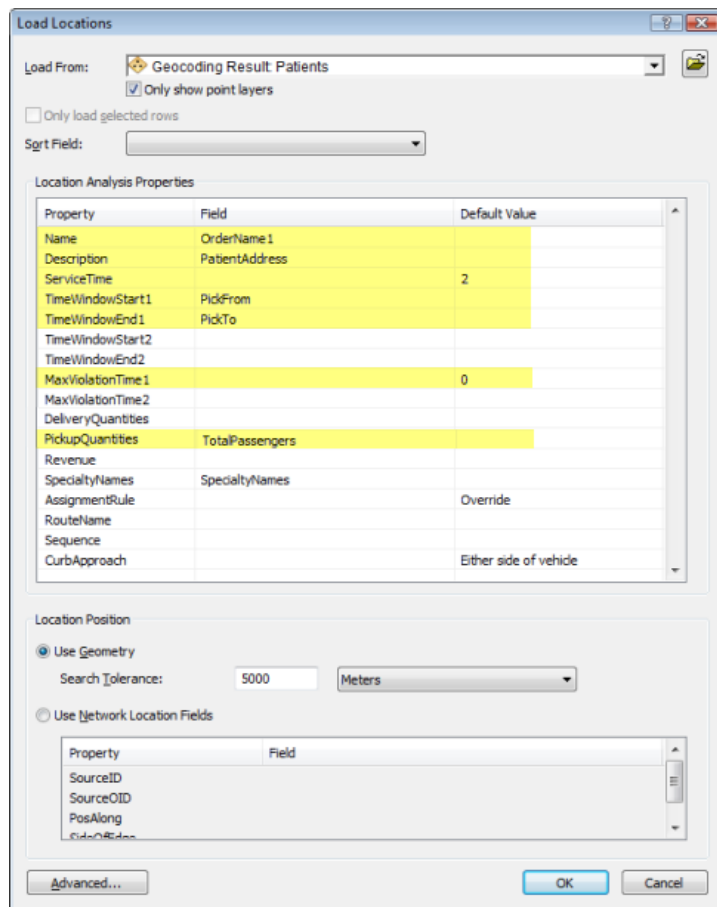 Load Locations
Load From: Geocoding Result: Patients
Only show point layers
Only load selected rows
Sort Field:
Location Analysis Properties
Property Field Default Value
Name OrderName1
Description PatientAddress
ServiceTime 2
TimeWindowStart1 PickFrom
TimeWindowEnd1 PickTo
TimeWindowStart2
TimeWindowEnd2
MaxViolationTime1 0
MaxViolationTime2
DeliveryQuantities
PickupQuantities TotalPassengers
Revenue
SpecialtyNames SpecialtyNames
AssignmentRule Override
RouteName
Sequence
CurbApproach Either side of vehicle
Location Position
Use Geometry
Search Tolerance: 5000 Meters
Use Network Location Fields
Property Field
SourceID
SourceOID
PosAlong
SideOfEdge
Advanced... OK Cancel